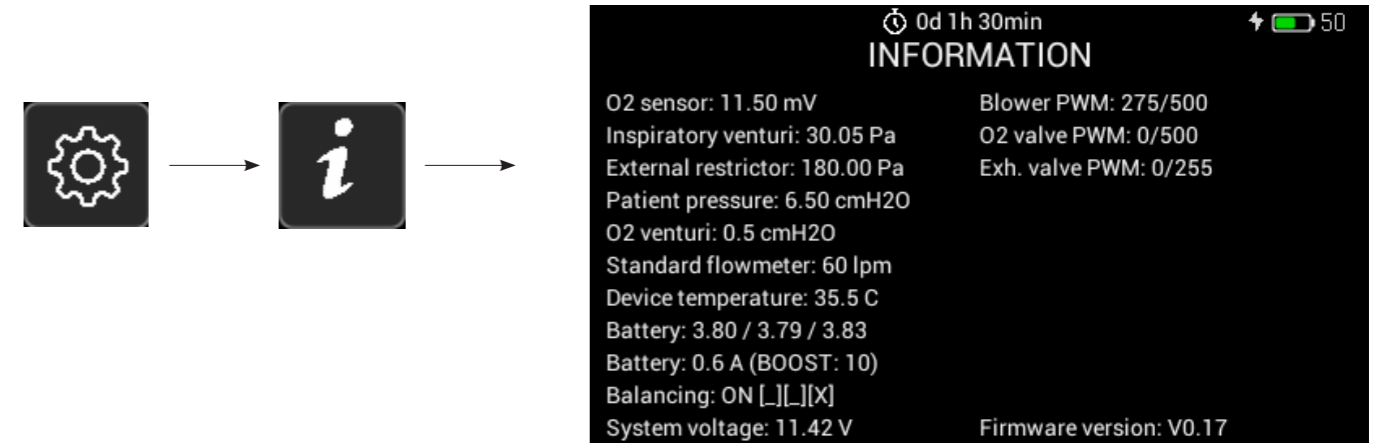 0d 1h 30min
50
INFORMATION
O2 sensor: 11.50 mV
Inspiratory venturi: 30.05 Pa
External restrictor: 180.00 Pa
Patient pressure: 6.50 cmH2O
O2 venturi: 0.5 cmH2O
Standard flowmeter: 60 lpm
Device temperature: 35.5 C
Battery: 3.80 / 3.79 / 3.83
Battery: 0.6 A (BOOST: 10)
Balancing: ON [_][_][X]
System voltage: 11.42 V
Blower PWM: 275/500
O2 valve PWM: 0/500
Exh. valve PWM: 0/255
Firmware version: V0.17